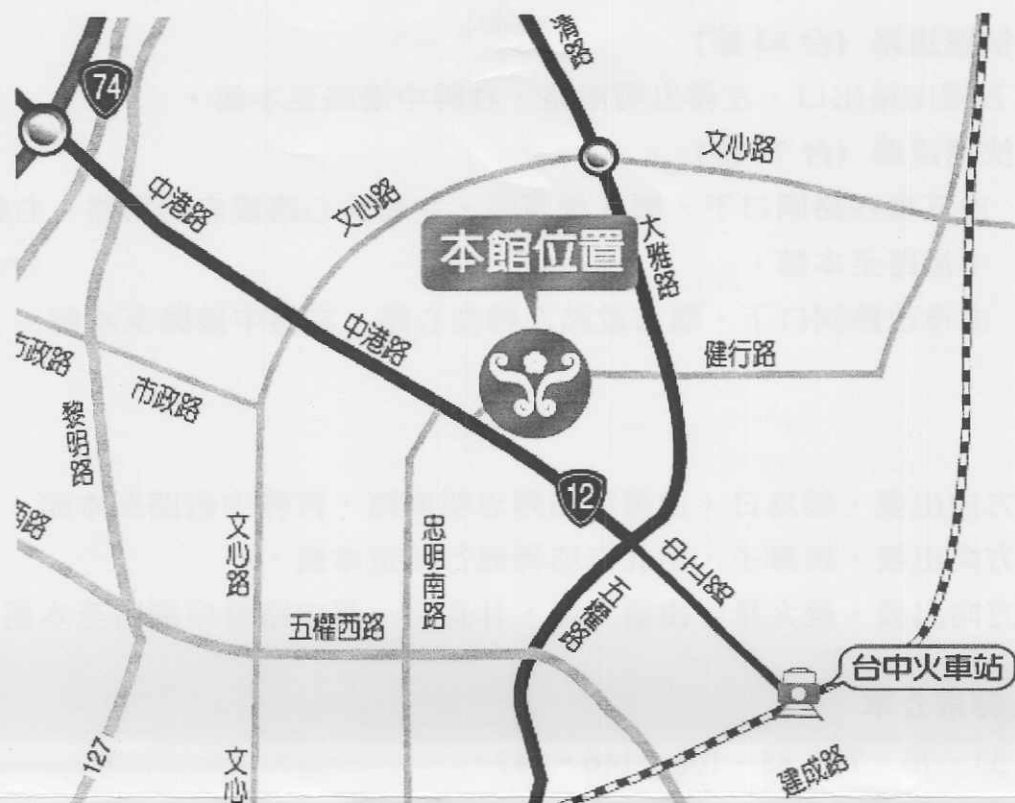 74
清路
文心路
文心路
中港路
大雅路
本館位置
中港路
健行路
市政路
市政路
黎明路
12
文心路
忠明南路
中正路
五權路
五權西路
台中火車站
127
文心
建成路